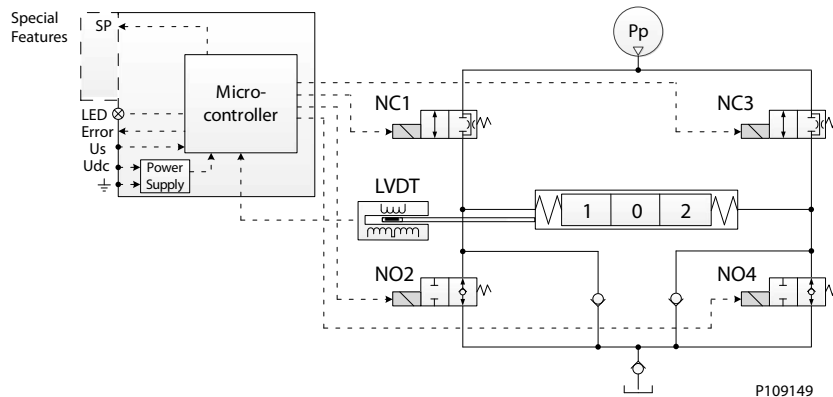 Special
Features
SP
Pp
Micro-
controller
NC1
NC3
LED
Error
Us
Udc
Power
Supply
LVDT
1 0 2
NO2
NO4
P109149